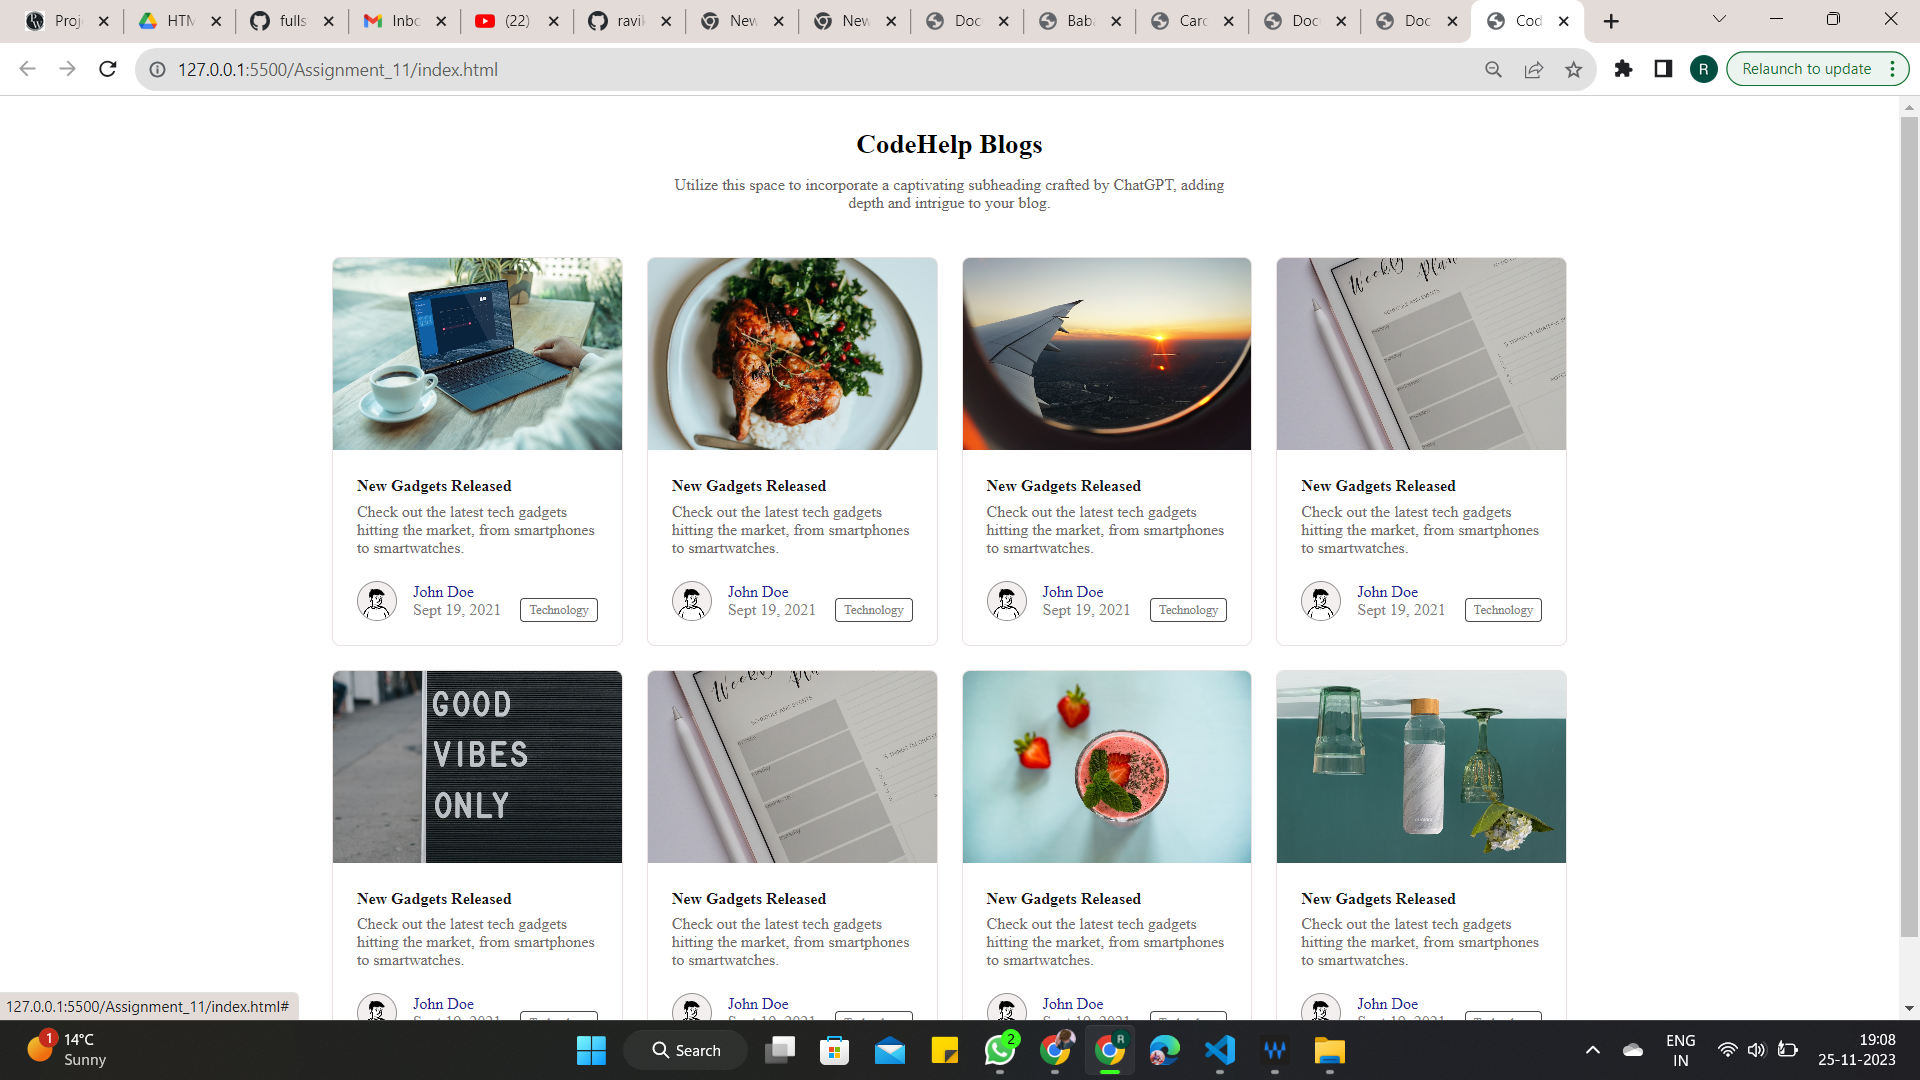 Proj
HTM
fulls
Inbo
(22)
ravik
New
New
Doc
Baba
Card
Doc
Doc
Cod
127.0.0.1:5500/Assignment_11/index.html
R
Relaunch to update
CodeHelp Blogs
Utilize this space to incorporate a captivating subheading crafted by ChatGPT, adding
depth and intrigue to your blog.
Weekly Plan
New Gadgets Released
Check out the latest tech gadgets
hitting the market, from smartphones
to smartwatches.
John Doe
Sept 19, 2021
Technology
New Gadgets Released
Check out the latest tech gadgets
hitting the market, from smartphones
to smartwatches.
John Doe
Sept 19, 2021
Technology
New Gadgets Released
Check out the latest tech gadgets
hitting the market, from smartphones
to smartwatches.
John Doe
Sept 19, 2021
Technology
New Gadgets Released
Check out the latest tech gadgets
hitting the market, from smartphones
to smartwatches.
John Doe
Sept 19, 2021
Technology
GOOD
VIBES
ONLY
Weekly Pla
SCHEDULE AND EVENTS
New Gadgets Released
Check out the latest tech gadgets
hitting the market, from smartphones
to smartwatches.
John Doe
New Gadgets Released
Check out the latest tech gadgets
hitting the market, from smartphones
to smartwatches.
John Doe
New Gadgets Released
Check out the latest tech gadgets
hitting the market, from smartphones
to smartwatches.
John Doe
New Gadgets Released
Check out the latest tech gadgets
hitting the market, from smartphones
to smartwatches.
John Doe
127.0.0.1:5500/Assignment_11/index.html#
1
14°C
Sunny
Search
2
R
ENG
IN
19:08
25-11-2023